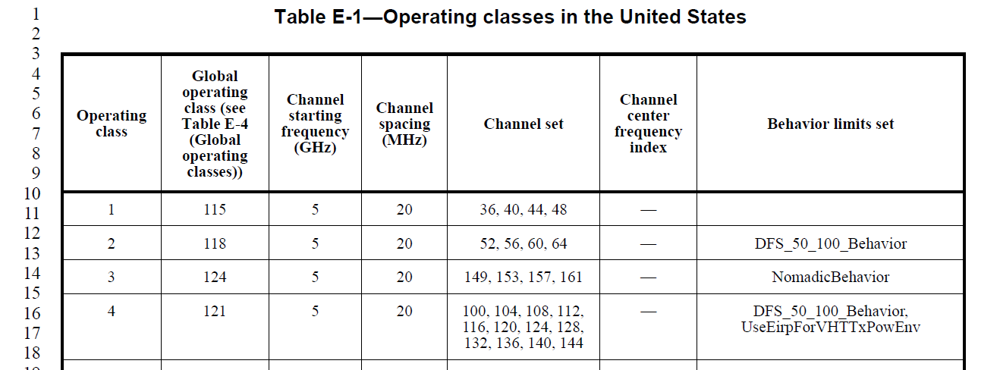 Table E-1—Operating classes in the United States
1
2
3
4
5
6
7
8
9
10
11
12
13
14
15
16
17
18
Operating
class
Global
operating
class (see
Table E-4
(Global
operating
classes))
Channel
starting
frequency
(GHz)
Channel
spacing
(MHz)
Channel set
Channel
center
frequency
index
Behavior limits set
1 115 5 20 36, 40, 44, 48 —
2 118 5 20 52, 56, 60, 64 — DFS_50_100_Behavior
3 124 5 20 149, 153, 157, 161 — NomadicBehavior
4 121 5 20 100, 104, 108, 112, — DFS_50_100_Behavior,
116, 120, 124, 128, UseEirpForVHTTxPowEnv
132, 136, 140, 144